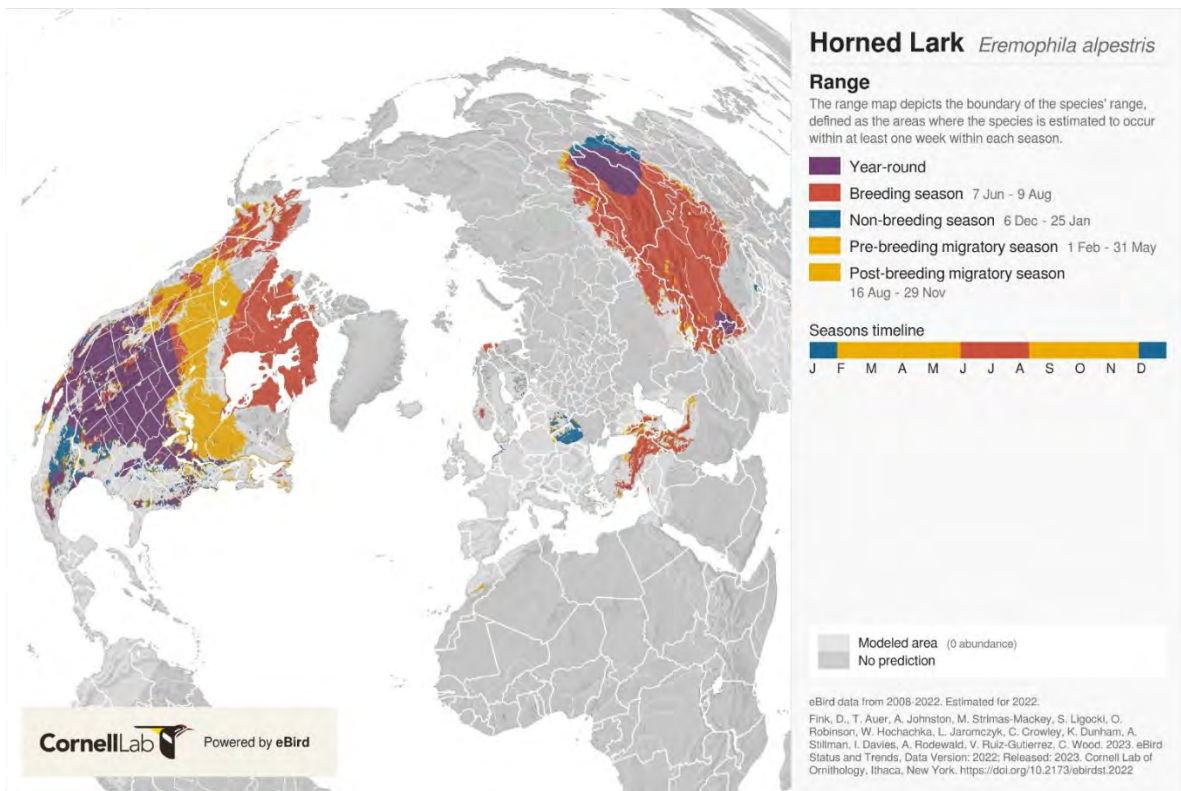 Horned Lark Eremophila alpestris
Range
The range map depicts the boundary of the species' range,
defined as the areas where the species is estimated to occur
within at least one week within each season.
Year-round
Breeding season 7 Jun - 9 Aug
Non-breeding season 6 Dec - 25 Jan
Pre-breeding migratory season 1 Feb - 31 May
Post-breeding migratory season
16 Aug - 29 Nov
Seasons timeline
J F M A M J J A S O N D
Modeled area (0 abundance)
No prediction
eBird data from 2008-2022. Estimated for 2022.
Fink, D., T. Auer, A. Johnston, M. Strimas-Mackey, S. Ligocki, O.
Robinson, W. Hochachka, L. Jaromczyk, C. Crowley, K. Dunham, A.
Stillman, I. Davies, A. Rodewald, V. Ruiz-Gutierrez, C. Wood. 2023. eBird
Status and Trends, Data Version: 2022; Released: 2023. Cornell Lab of
Ornithology, Ithaca, New York. https://doi.org/10.2173/ebirdst.2022
CornellLab Powered by eBird